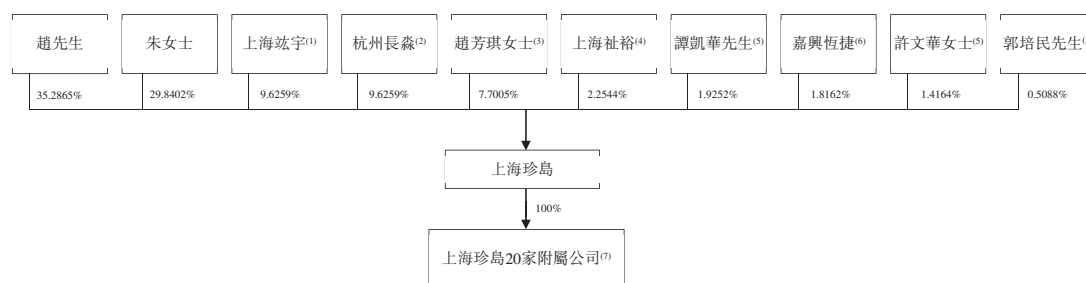 趙先生 朱女士 上海竑宇(1) 杭州長淼(2) 趙芳琪女士(3) 上海祉裕(4) 譚凱華先生(5) 嘉興恆捷(6) 許文華女士(5) 郭培民先生(
35.2865% 29.8402% 9.6259% 9.6259% 7.7005% 2.2544% 1.9252% 1.8162% 1.4164% 0.5088%
上海珍島
100%
上海珍島20家附屬公司(7)